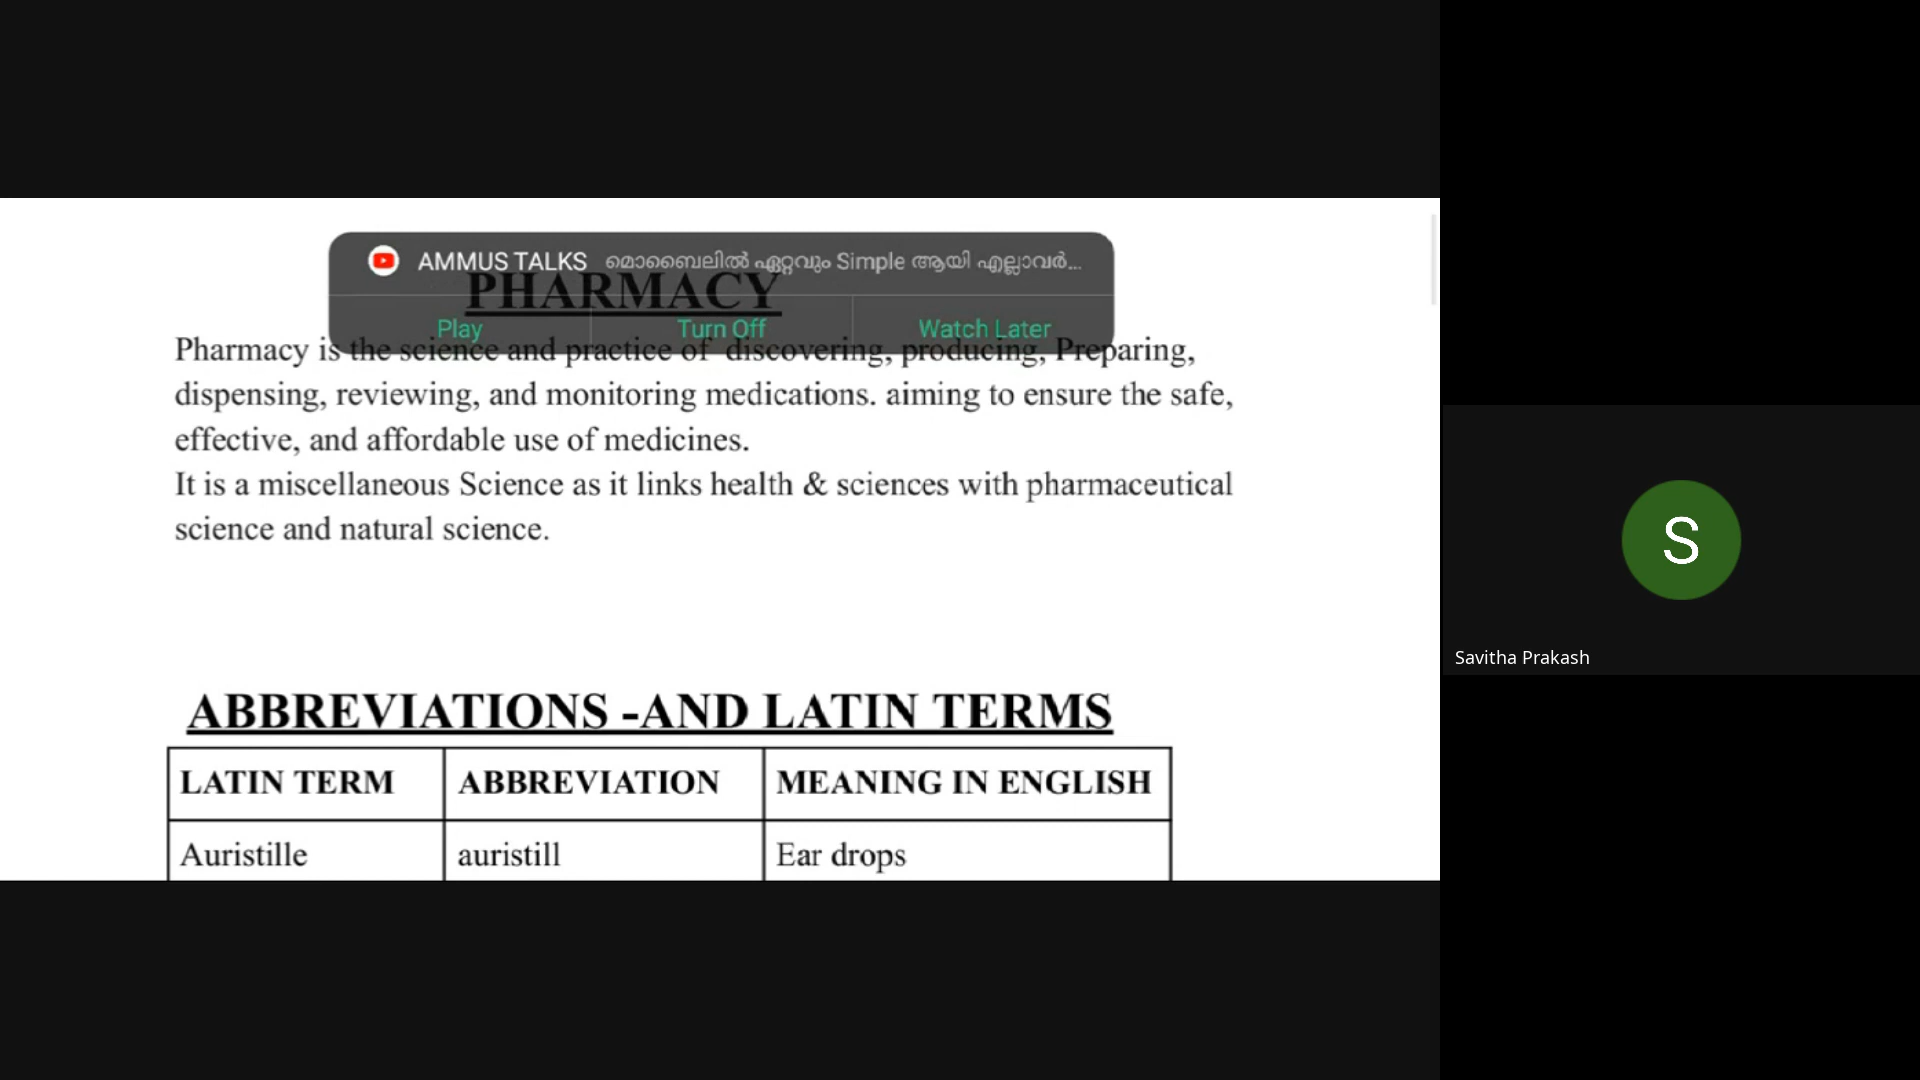 AMMUS TALKS മൊബൈലിൽ ഏറ്റവും Simple ആയി എല്ലാവർ...
PHARMACY
Play Turn Off Watch Later
Pharmacy is the science and practice of discovering, producing, Preparing,
dispensing, reviewing, and monitoring medications. aiming to ensure the safe,
effective, and affordable use of medicines.
It is a miscellaneous Science as it links health & sciences with pharmaceutical
science and natural science.
ABBREVIATIONS -AND LATIN TERMS
LATIN TERM ABBREVIATION MEANING IN ENGLISH
Auristille auristill Ear drops
S
Savitha Prakash